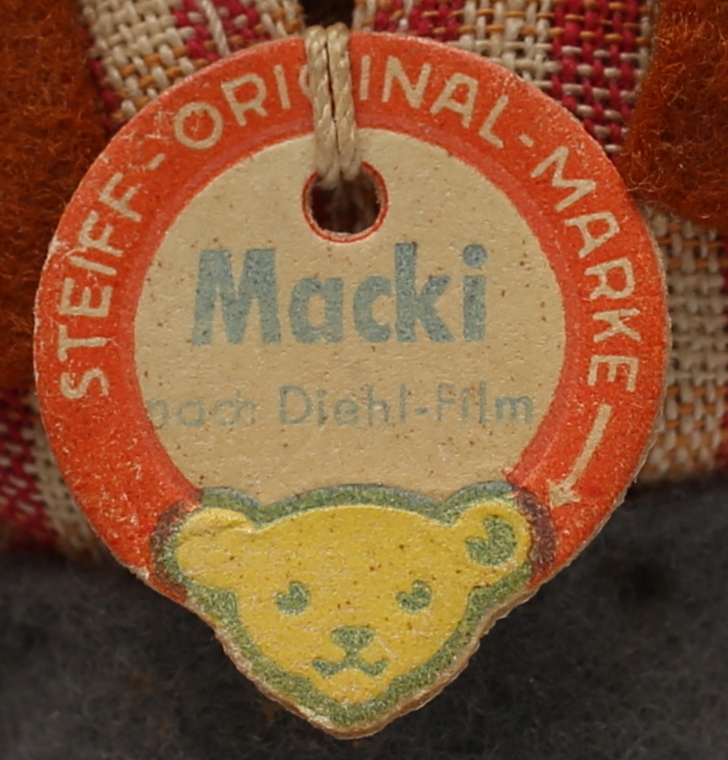 STEIFF-ORIGINAL-MARKE
Macki
nach Diehl-Film